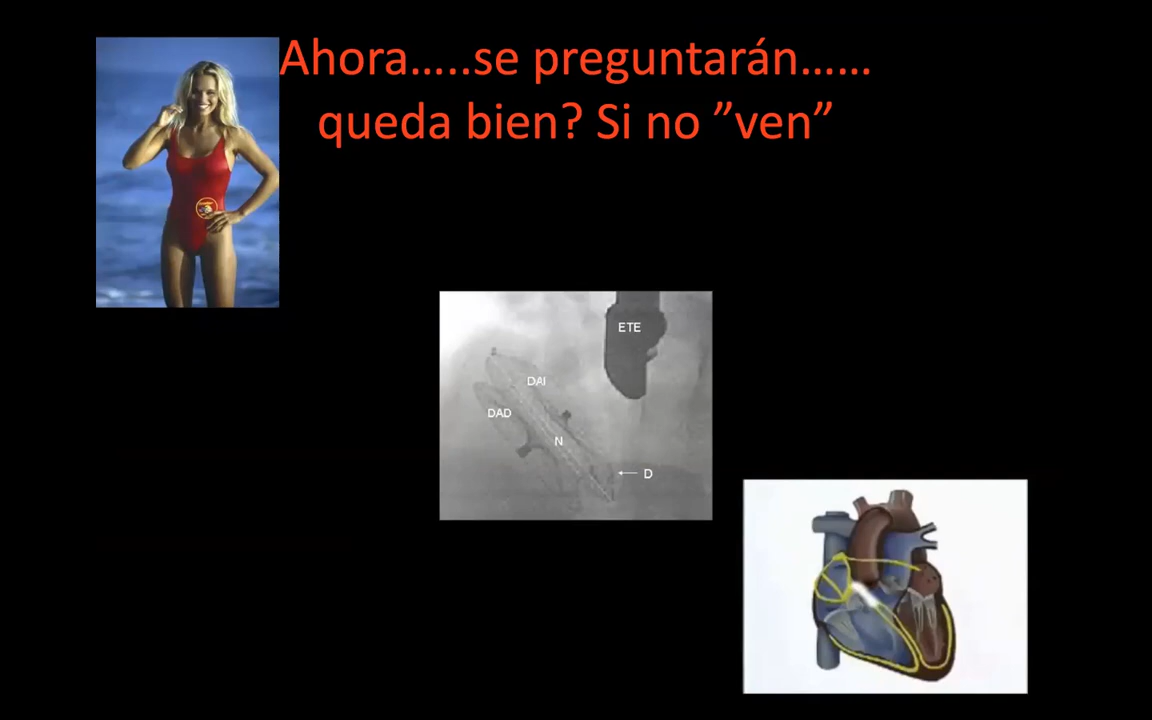 Ahora…..se preguntarán……
queda bien? Si no ”ven”
ETE
DAI
DAD
N
D